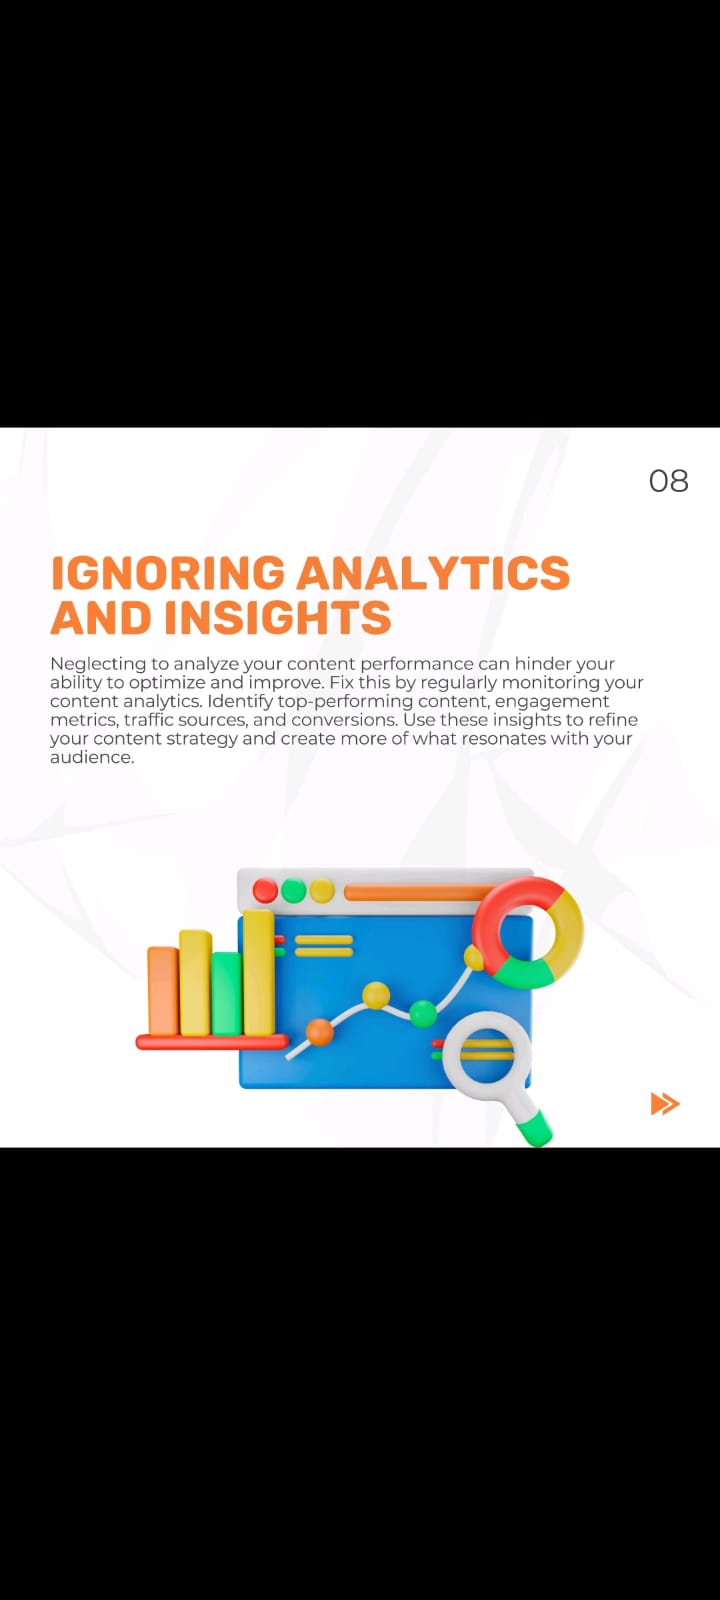 08
IGNORING ANALYTICS
AND INSIGHTS
Neglecting to analyze your content performance can hinder your
ability to optimize and improve. Fix this by regularly monitoring your
content analytics. Identify top-performing content, engagement
metrics, traffic sources, and conversions. Use these insights to refine
your content strategy and create more of what resonates with your
audience.